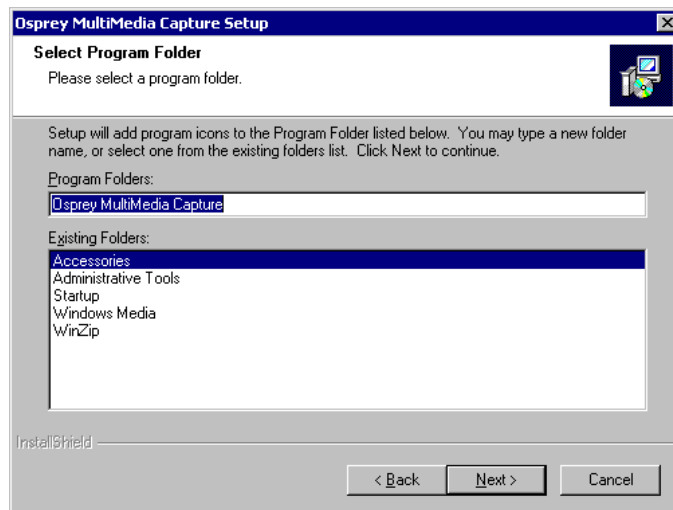 Osprey MultiMedia Capture Setup
Select Program Folder
Please select a program folder.
Setup will add program icons to the Program Folder listed below. You may type a new folder
name, or select one from the existing folders list. Click Next to continue.
Program Folders:
Osprey MultiMedia Capture
Existing Folders:
Accessories
Administrative Tools
Startup
Windows Media
WinZip
InstallShield
< Back Next > Cancel